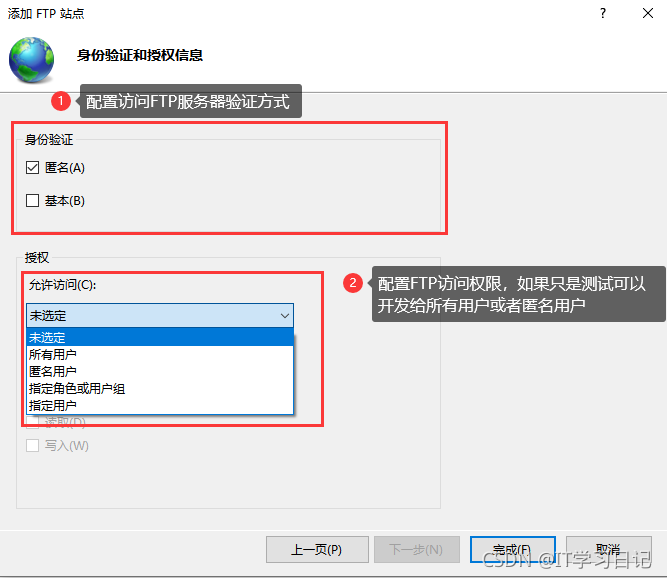 添加 FTP 站点
?
身份验证和授权信息
1
配置访问FTP服务器验证方式
身份验证
匿名(A)
基本(B)
授权
允许访问(C):
2
配置FTP访问权限，如果只是测试可以
开发给所有用户或者匿名用户
未选定
未选定
所有用户
匿名用户
指定角色或用户组
指定用户
读取(D)
写入(W)
上一页(P)
下一步(N)
完成(F)
取消
CSDN @IT学习日记